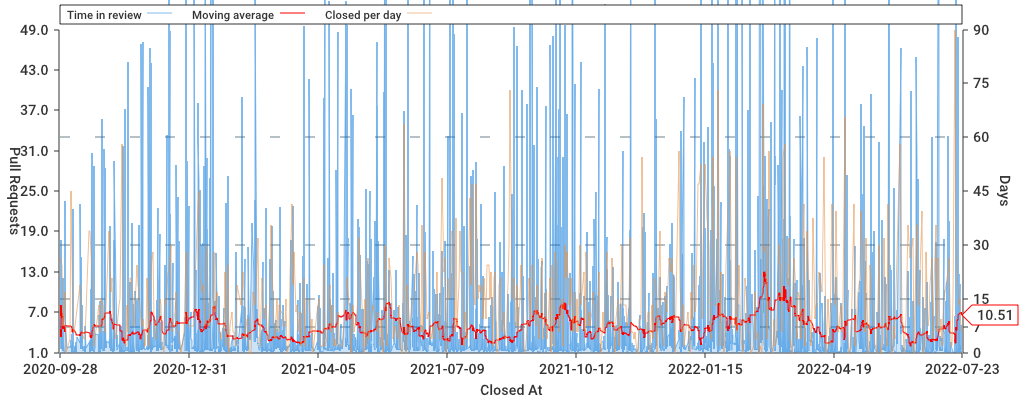 Time in review Moving average Closed per day
49.0 90
43.0 75
37.0 60
31.0 45
25.0 30
19.0 15
13.0 7
7.0 0
1.0
Pull Requests
Days
10.51
2020-09-28 2020-12-31 2021-04-05 2021-07-09 2021-10-12 2022-01-15 2022-04-19 2022-07-23
Closed At